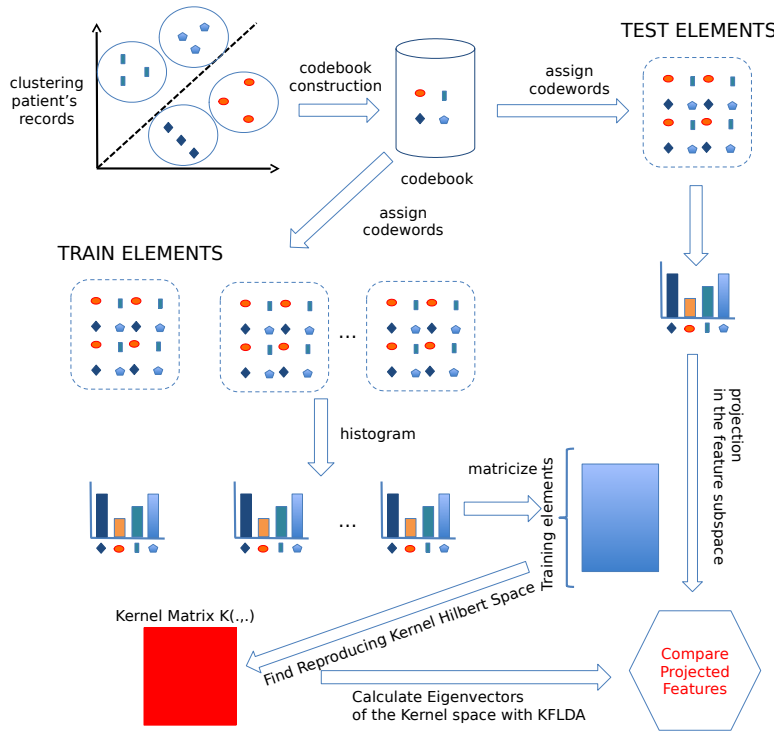 TEST ELEMENTS
clustering
patient's
records
codebook
construction
assign
codewords
codebook
assign
codewords
TRAIN ELEMENTS
...
histogram
projection
in the feature subspace
matricize
Training elements
...
Find Reproducing Kernel Hilbert Space
Kernel Matrix K(.,.)
Compare
Projected
Features
Calculate Eigenvectors
of the Kernel space with KFLDA